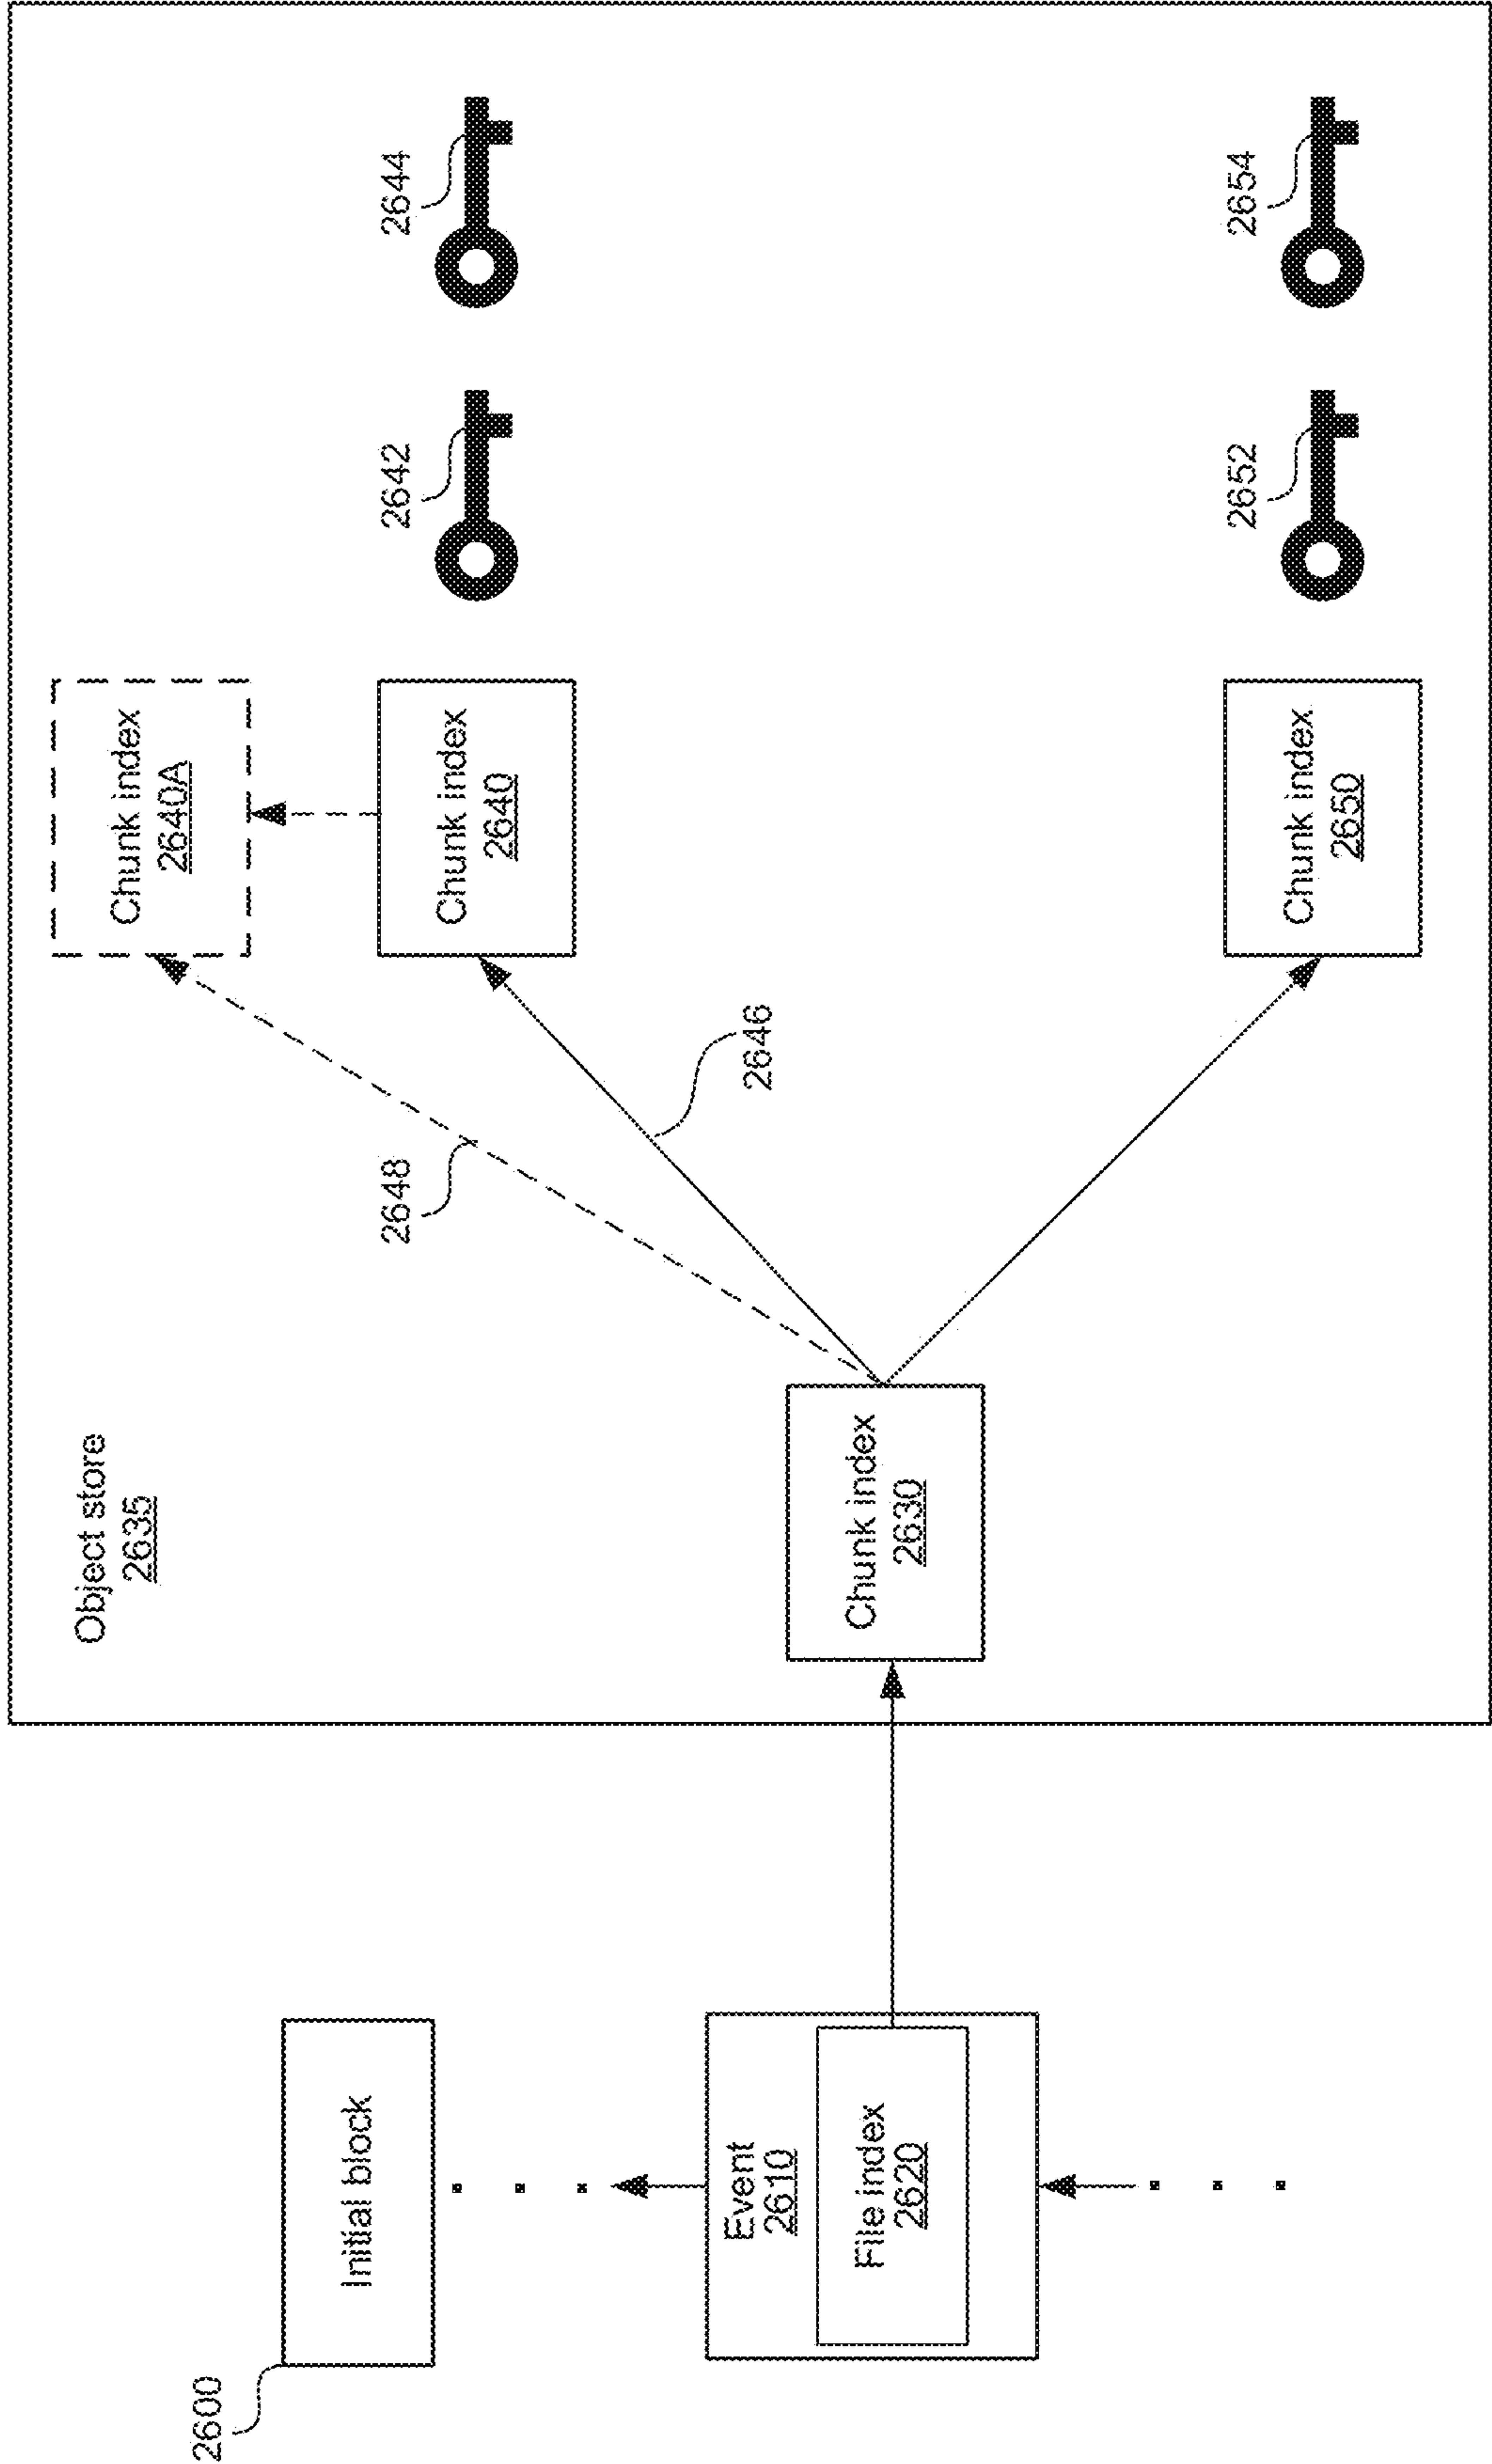 2600
Initial block
Event
2610
File index
2620
Object store
2635
Chunk index
2630
2648
2646
Chunk index
2640A
Chunk index
2640
Chunk index
2650
2642
2644
2652
2654